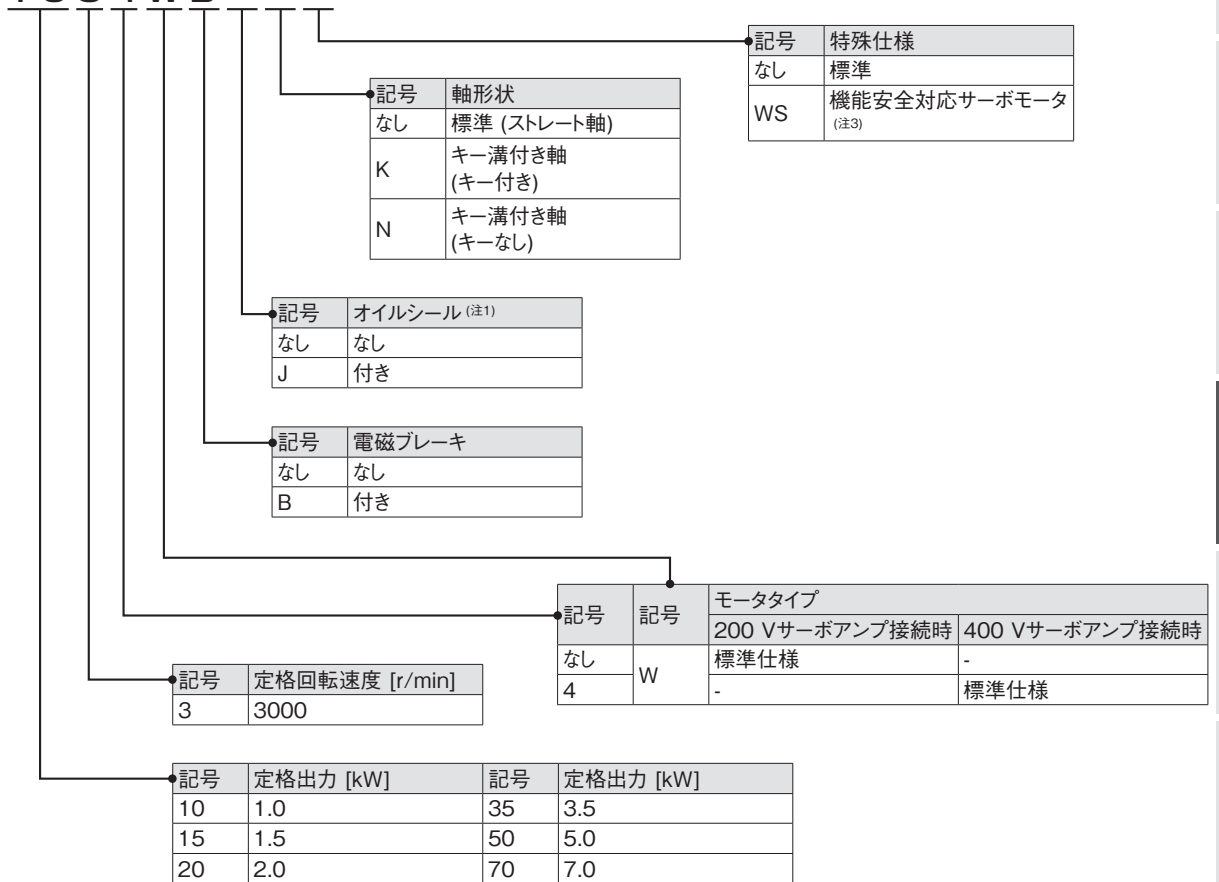 記号 特殊仕様
なし 標準
WS 機能安全対応サーボモータ
(注3)
記号 軸形状
なし 標準 (ストレート軸)
K キー溝付き軸
(キー付き)
N キー溝付き軸
(キーなし)
記号 オイルシール (注1)
なし なし
J 付き
記号 電磁ブレーキ
なし なし
B 付き
記号 記号 モータタイプ
200 Vサーボアンプ接続時 400 Vサーボアンプ接続時
なし W 標準仕様 -
4 - 標準仕様
記号 定格回転速度 [r/min]
3 3000
記号 定格出力 [kW] 記号 定格出力 [kW]
10 1.0 35 3.5
15 1.5 50 5.0
20 2.0 70 7.0